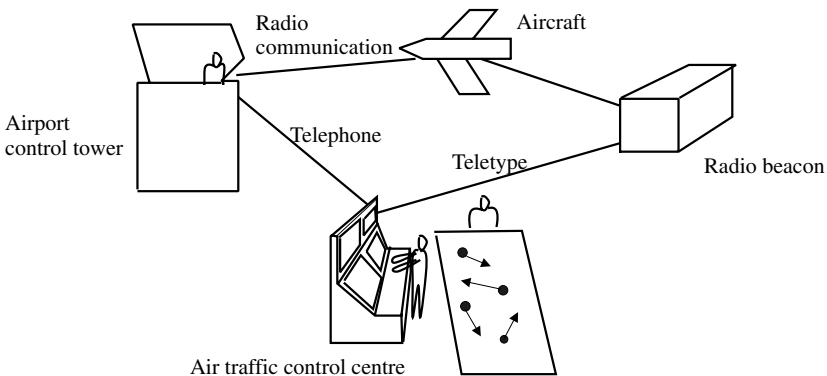 Radio
communication
Aircraft
Airport
control tower
Telephone
Teletype
Radio beacon
Air traffic control centre